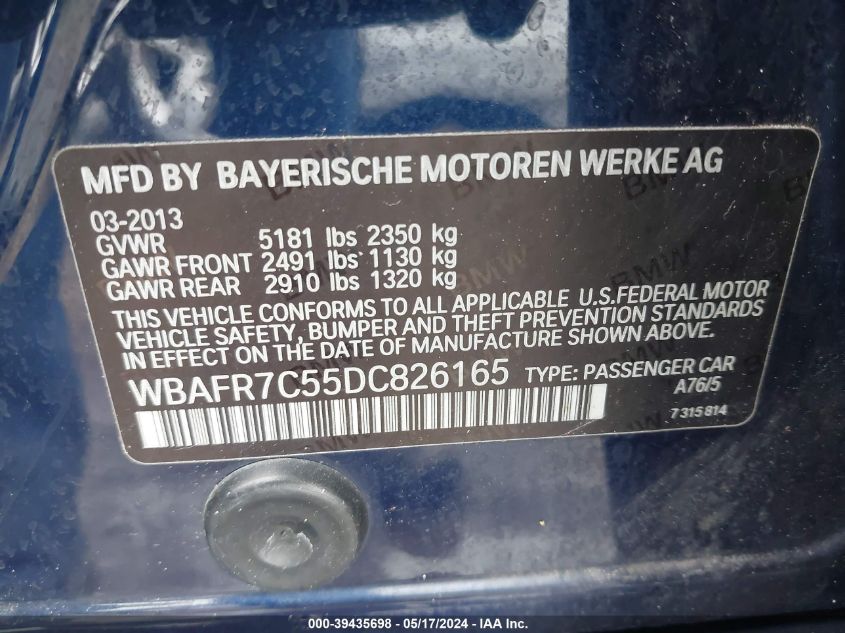 MFD BY BAYERISCHE MOTOREN WERKE AG
03-2013
GVWR 5181 lbs 2350 kg
GAWR FRONT 2491 lbs 1130 kg
GAWR REAR 2910 lbs 1320 kg
THIS VEHICLE CONFORMS TO ALL APPLICABLE U.S.FEDERAL MOTOR
VEHICLE SAFETY, BUMPER AND THEFT PREVENTION STANDARDS
IN EFFECT ON THE DATE OF MANUFACTURE SHOWN ABOVE.
WBAFR7C55DC826165 TYPE: PASSENGER CAR
A76/5
7 315 814
000-39435698 - 05/17/2024 - IAA Inc.